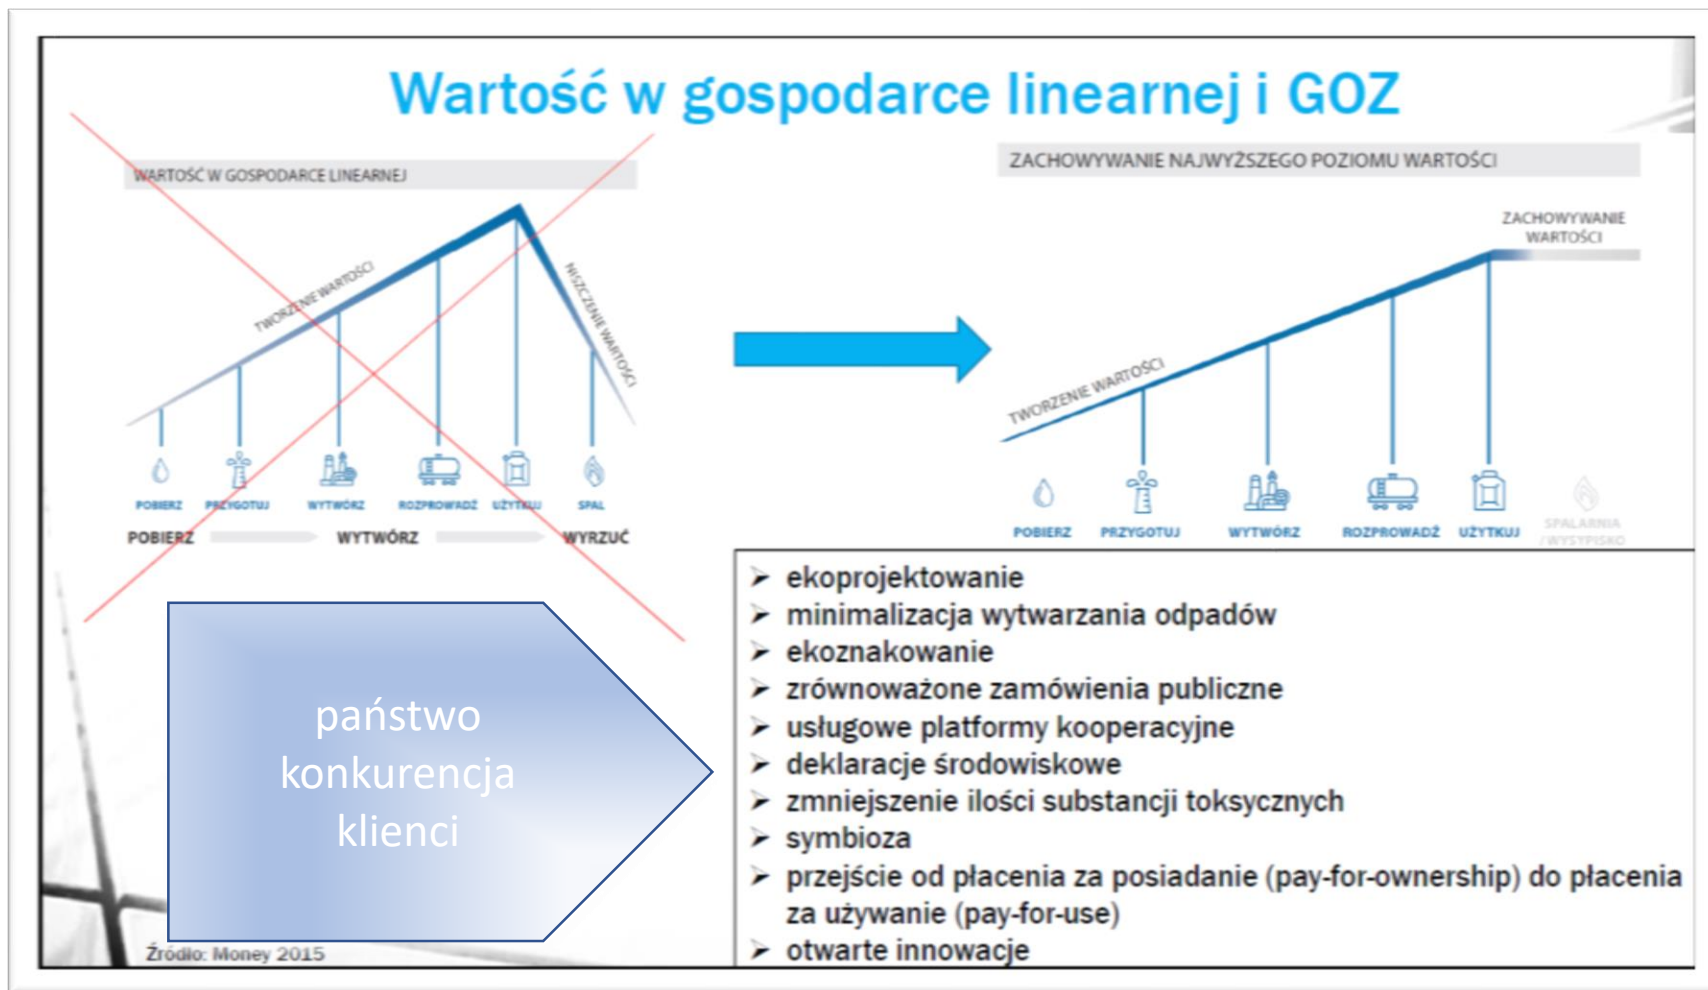 Wartość w gospodarce linearnej i GOZ
WARTOŚĆ W GOSPODARCE LINEARNEJ
TWORZENIE WARTOŚCI
NISZCZENIE WARTOŚCI
POBIERZ
PRZYGOTUJ
WYTWÓRZ
ROZPROWADŹ
UŻYTKUJ
SPAL
POBIERZ
WYTWÓRZ
WYRZUĆ
ZACHOWYWANIE NAJWYŻSZEGO POZIOMU WARTOŚCI
ZACHOWYWANIE
WARTOŚCI
TWORZENIE WARTOŚCI
POBIERZ
PRZYGOTUJ
WYTWÓRZ
ROZPROWADŹ
UŻYTKUJ
SPALARNIA
/ WYSYPISKO
państwo
konkurencja
klienci
➢ ekoprojektowanie
➢ minimalizacja wytwarzania odpadów
➢ ekoznakowanie
➢ zrównoważone zamówienia publiczne
➢ usługowe platformy kooperacyjne
➢ deklaracje środowiskowe
➢ zmniejszenie ilości substancji toksycznych
➢ symbioza
➢ przejście od płacenia za posiadanie (pay-for-ownership) do płacenia
za używanie (pay-for-use)
➢ otwarte innowacje
Źródło: Money 2015